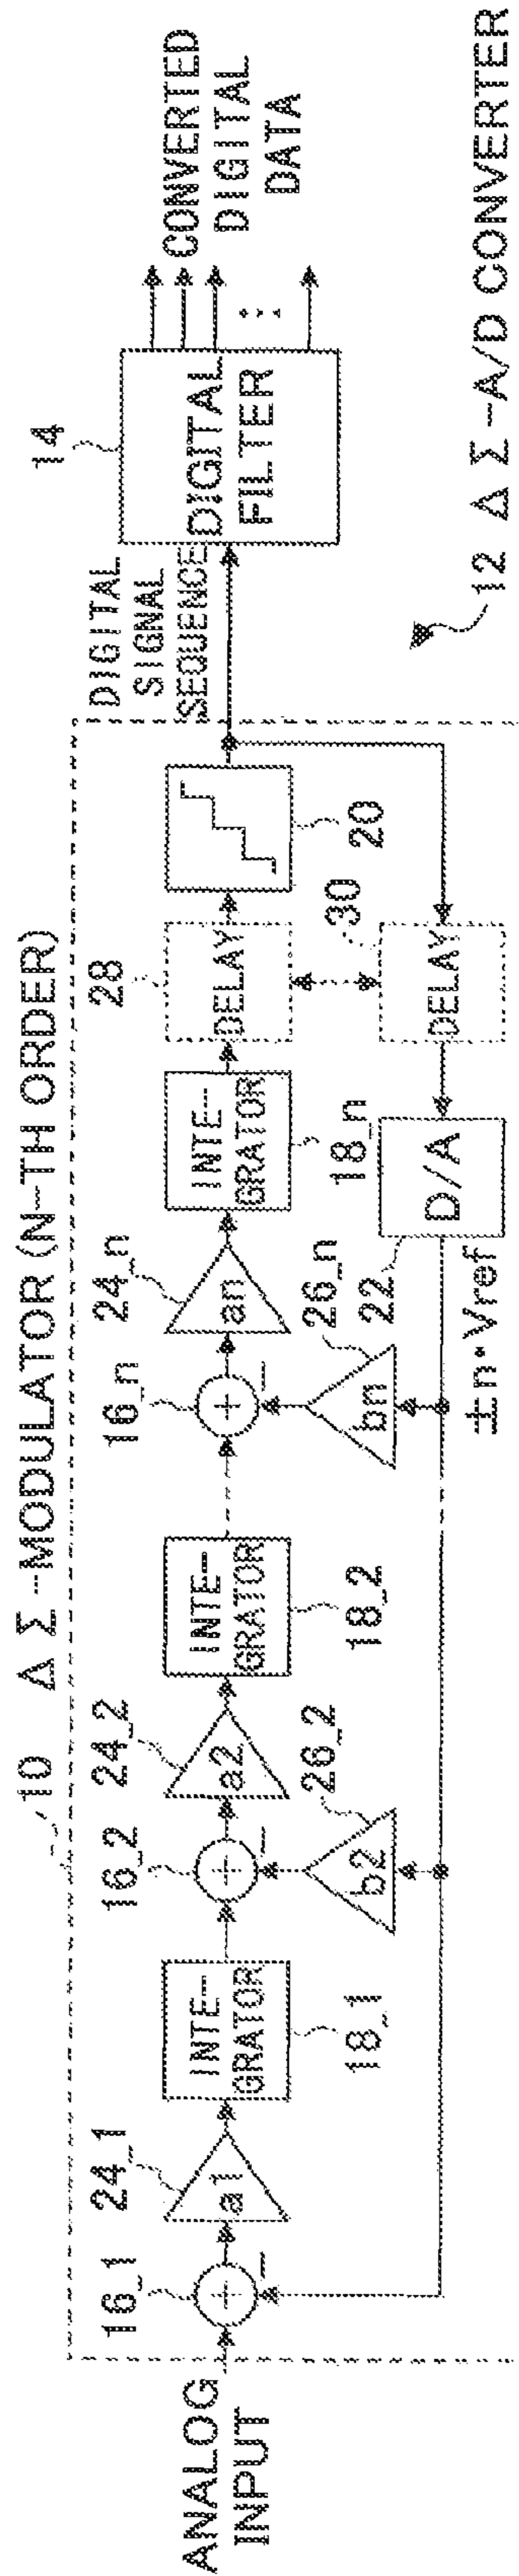 10 ΔΣ-MODULATOR (N-TH ORDER)
ANALOG
INPUT
16_1
24_1
a1
INTE-
GRATOR
18_1
16_2
24_2
a2
b2
26_2
INTE-
GRATOR
18_2
16_n
24_n
an
bn
26_n
INTE-
GRATOR
18_n
28
DELAY
20
30
DELAY
22
D/A
±n·Vref
DIGITAL
SIGNAL
SEQUENCE
14
DIGITAL
FILTER
CONVERTED
DIGITAL
DATA
12 ΔΣ-A/D CONVERTER